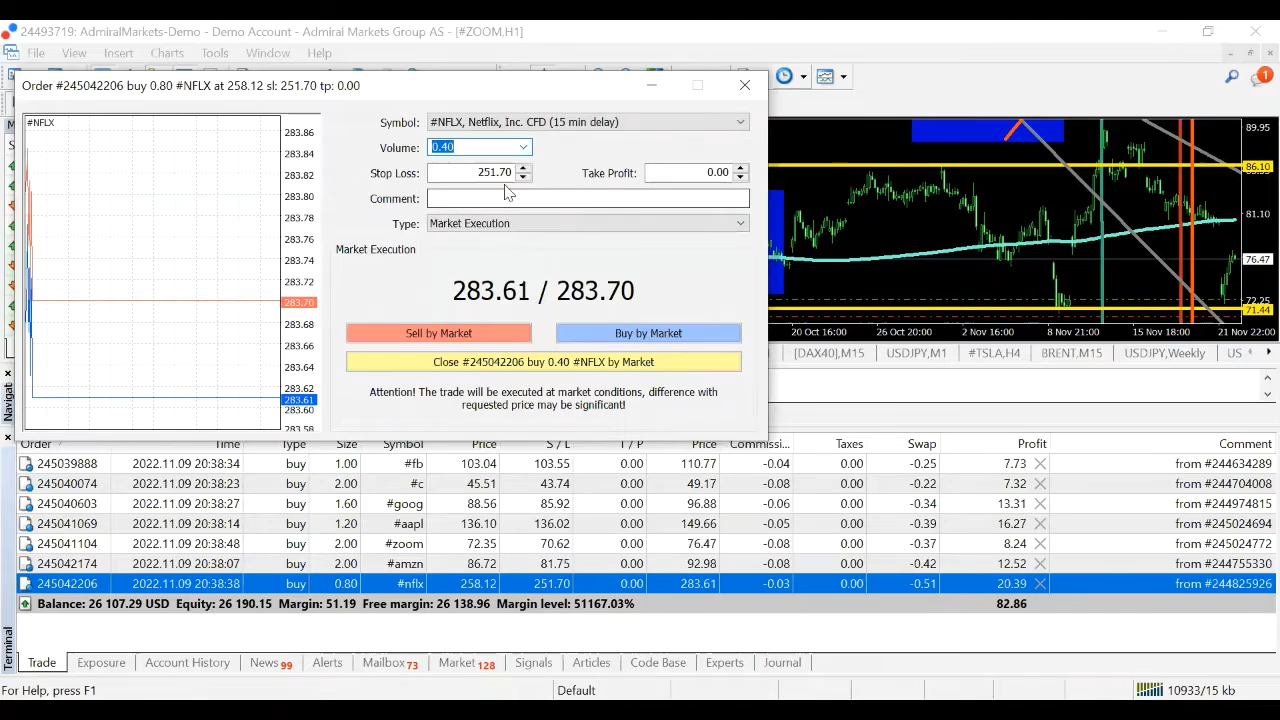 24493719: AdmiralMarkets-Demo - Demo Account - Admiral Markets Group AS - [#ZOOM,H1]
File View Insert Charts Tools Window Help
1
Order #245042206 buy 0.80 #NFLX at 258.12 sl: 251.70 tp: 0.00
#NFLX
283.86
283.84
283.82
283.80
283.78
283.76
283.75
283.73
283.72
283.70
283.68
283.66
283.64
283.62
283.61
283.60
283.58
Symbol: #NFLX, Netflix, Inc. CFD (15 min delay)
Volume: 0.40
Stop Loss: 251.70 Take Profit: 0.00
Comment:
Type: Market Execution
Market Execution
283.61 / 283.70
Sell by Market Buy by Market
Close #245042206 buy 0.40 #NFLX by Market
Attention! The trade will be executed at market conditions, difference with
requested price may be significant!
89.95
86.10
81.10
76.47
72.25
71.44
20 Oct 16:00 26 Oct 20:00 2 Nov 16:00 8 Nov 21:00 15 Nov 18:00 21 Nov 22:00
[DAX40],M15 USDJPY,M1 #TSLA,H4 BRENT,M15 USDJPY,Weekly US
Navigat
Order Time Type Size Symbol Price S / L T / P Price Commissi... Taxes Swap Profit Comment
245039888 2022.11.09 20:38:34 buy 1.00 #fb 103.04 103.55 0.00 110.77 -0.04 0.00 -0.25 7.73 from #244634289
245040074 2022.11.09 20:38:23 buy 2.00 #c 45.51 43.74 0.00 49.17 -0.08 0.00 -0.22 7.32 from #244704008
245040603 2022.11.09 20:38:27 buy 1.60 #goog 88.56 85.92 0.00 96.88 -0.06 0.00 -0.34 13.31 from #244974815
245041069 2022.11.09 20:38:14 buy 1.20 #aapl 136.10 136.02 0.00 149.66 -0.05 0.00 -0.39 16.27 from #245024694
245041104 2022.11.09 20:38:48 buy 2.00 #zoom 72.35 70.62 0.00 76.47 -0.08 0.00 -0.37 8.24 from #245024772
245042174 2022.11.09 20:38:07 buy 2.00 #amzn 86.72 81.75 0.00 92.98 -0.08 0.00 -0.42 12.52 from #244755330
245042206 2022.11.09 20:38:38 buy 0.80 #nflx 258.12 251.70 0.00 283.61 -0.03 0.00 -0.51 20.39 from #244825926
Balance: 26 107.29 USD Equity: 26 190.15 Margin: 51.19 Free margin: 26 138.96 Margin level: 51167.03% 82.86
Terminal
Trade Exposure Account History News 99 Alerts Mailbox 73 Market 128 Signals Articles Code Base Experts Journal
For Help, press F1 Default 10933/15 kb